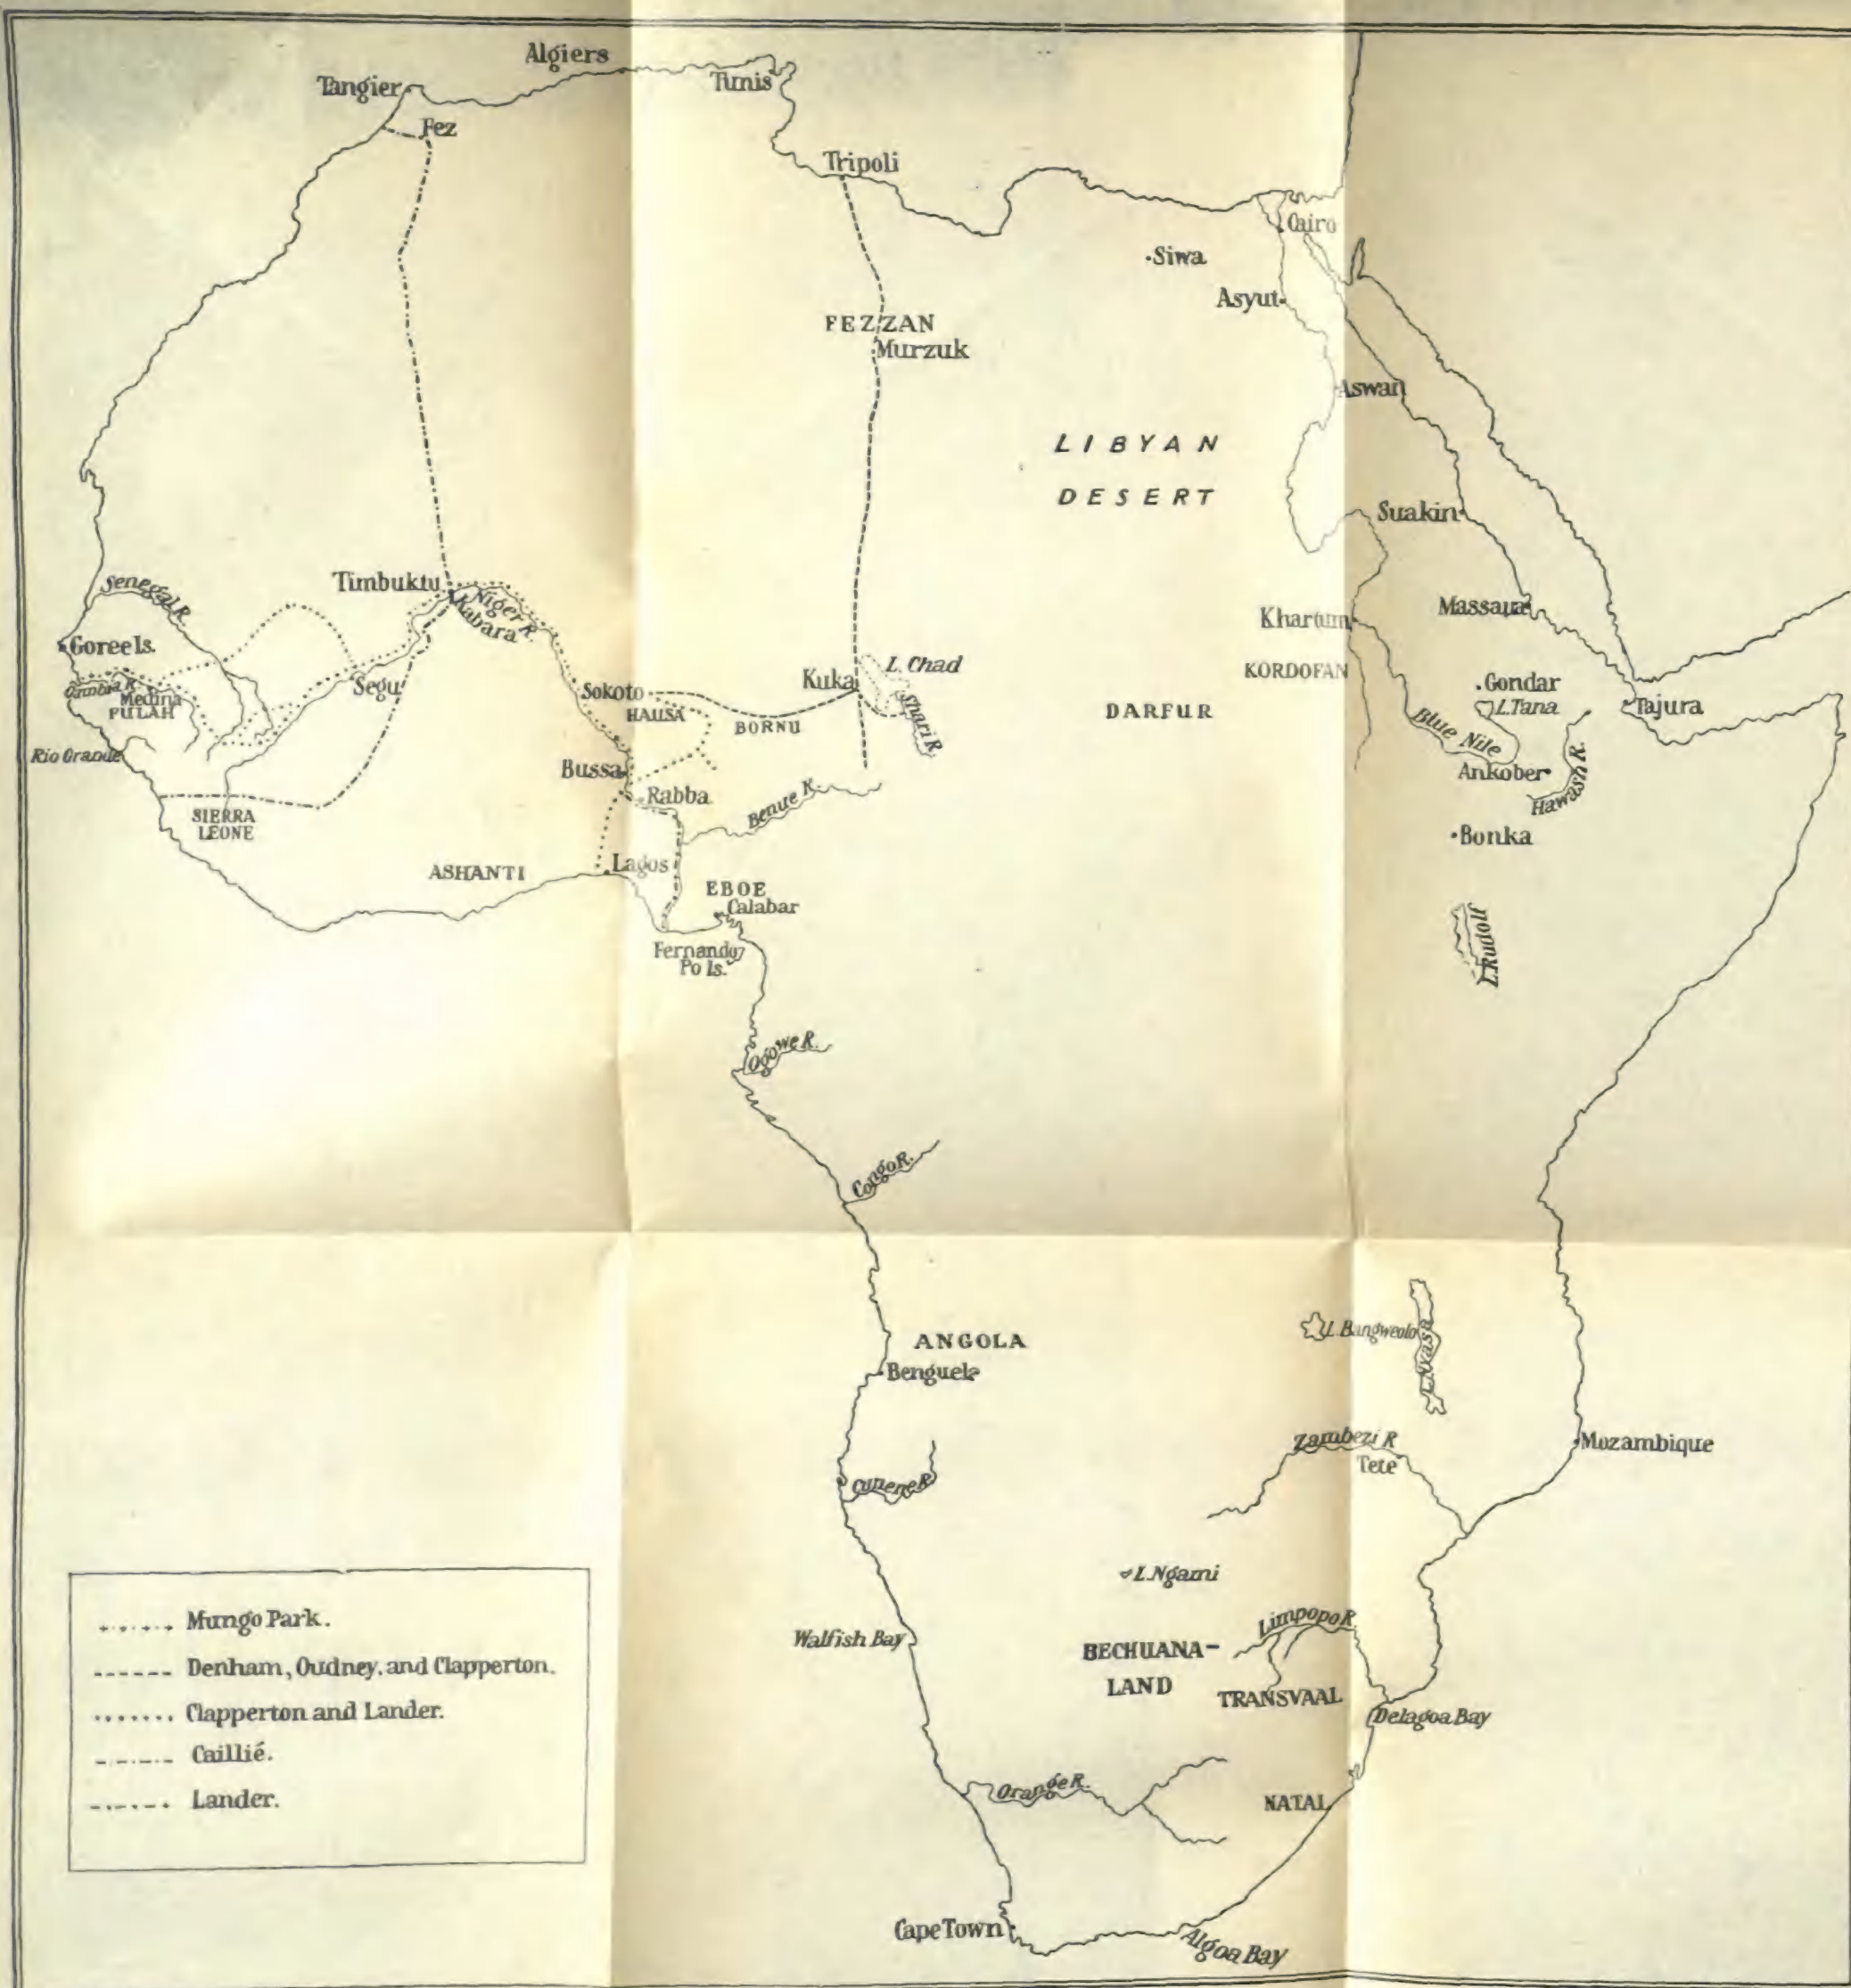 Algiers
Tangier
Tunis
Fez
Tripoli
Cairo
Siwa
Asyut
FEZZAN
Murzuk
Aswan
LIBYAN
DESERT
Suakin
Timbuktu
Senegal R.
Niger R.
Kabara
Massaua
Khartum
Goree Is.
L. Chad
KORDOFAN
Kuka
Segu
Gambia R.
Medina
FULAH
Sokoto
HAUSA
BORNU
Shari R.
DARFUR
Gondar
L. Tana
Tajura
Blue Nile
Rio Grande
Bussa
Rabba
Benue R.
Ankober
Hawash R.
SIERRA
LEONE
Bonka
ASHANTI
Lagos
EBOE
Calabar
L. Rudolf
Fernando
Po Is.
Ogowe R.
Congo R.
L. Bangweolo
L. Nyasa
ANGOLA
Benguela
Zambezi R
Tete
Mozambique
Cunene R
L. Ngami
Limpopo R.
Walfish Bay
BECHUANA-
LAND
TRANSVAAL
Delagoa Bay
Orange R.
NATAL
Cape Town
Algoa Bay
Mungo Park.
Denham, Oudney, and Clapperton.
Clapperton and Lander.
Caillié.
Lander.